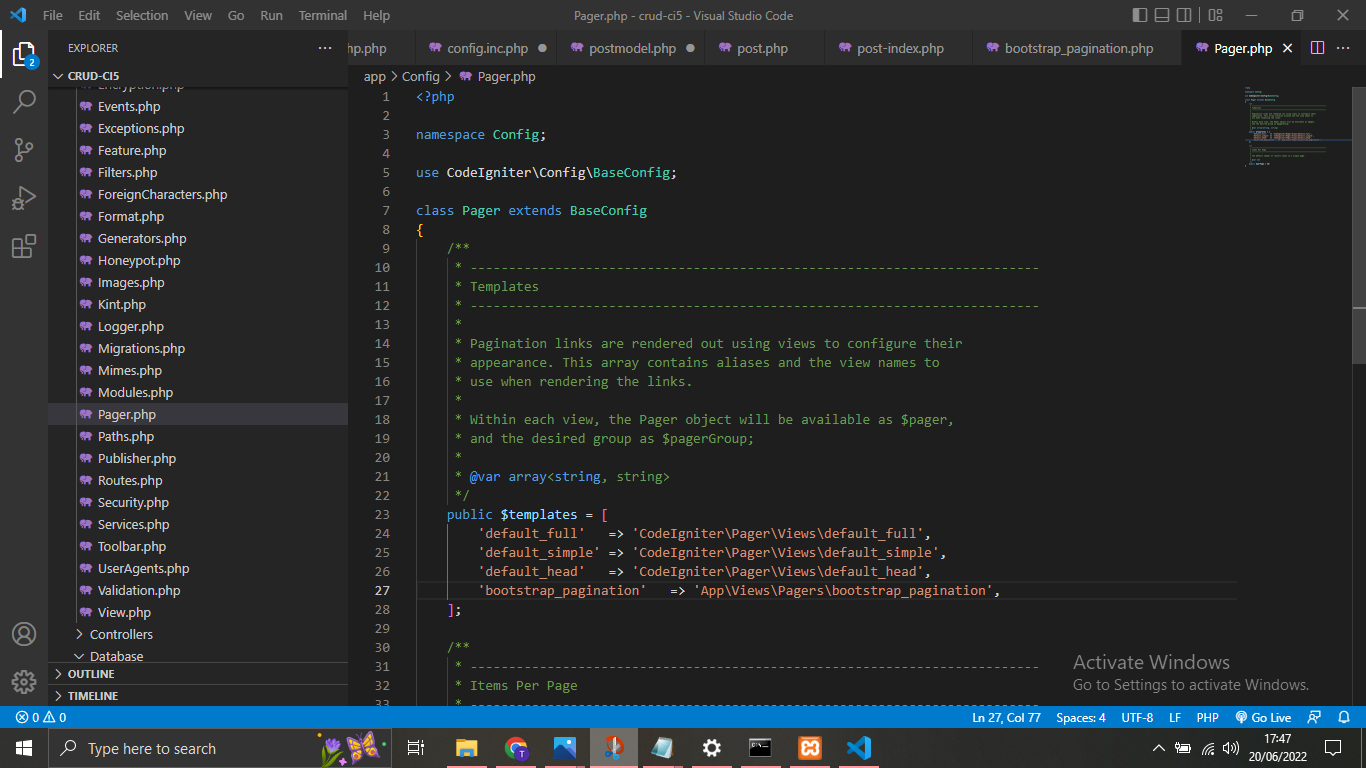 File Edit Selection View Go Run Terminal Help
Pager.php - crud-ci5 - Visual Studio Code
EXPLORER
hp.php
config.inc.php
postmodel.php
post.php
post-index.php
bootstrap_pagination.php
Pager.php
2
CRUD-CI5
Encryption.php
Events.php
Exceptions.php
Feature.php
Filters.php
ForeignCharacters.php
Format.php
Generators.php
Honeypot.php
Images.php
Kint.php
Logger.php
Migrations.php
Mimes.php
Modules.php
Pager.php
Paths.php
Publisher.php
Routes.php
Security.php
Services.php
Toolbar.php
UserAgents.php
Validation.php
View.php
Controllers
Database
OUTLINE
TIMELINE
app > Config > Pager.php
1 <?php
2
3 namespace Config;
4
5 use CodeIgniter\Config\BaseConfig;
6
7 class Pager extends BaseConfig
8 {
9 /**
10 * --------------------------------------------------------------------------
11 * Templates
12 * --------------------------------------------------------------------------
13 *
14 * Pagination links are rendered out using views to configure their
15 * appearance. This array contains aliases and the view names to
16 * use when rendering the links.
17 *
18 * Within each view, the Pager object will be available as $pager,
19 * and the desired group as $pagerGroup;
20 *
21 * @var array<string, string>
22 */
23 public $templates = [
24 'default_full' => 'CodeIgniter\Pager\Views\default_full',
25 'default_simple' => 'CodeIgniter\Pager\Views\default_simple',
26 'default_head' => 'CodeIgniter\Pager\Views\default_head',
27 'bootstrap_pagination' => 'App\Views\Pagers\bootstrap_pagination',
28 ];
29
30 /**
31 * --------------------------------------------------------------------------
32 * Items Per Page
33 * --------------------------------------------------------------------------
Activate Windows
Go to Settings to activate Windows.
0 0
Ln 27, Col 77 Spaces: 4 UTF-8 LF PHP Go Live
Type here to search
T
17:47
20/06/2022